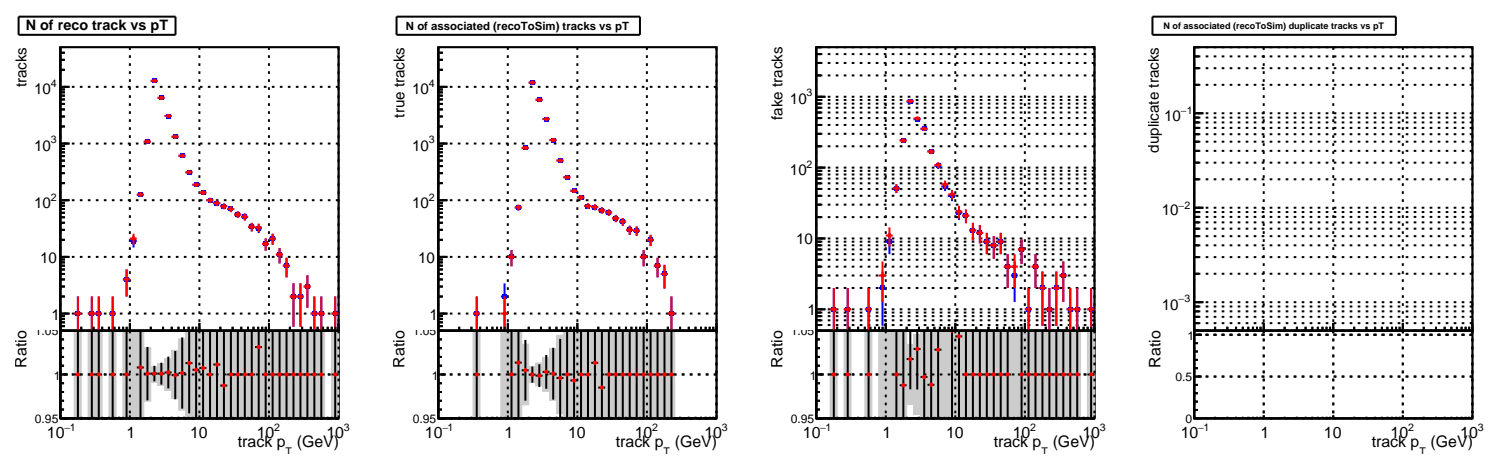 N of reco track vs pT
tracks
10⁴
10³
10²
10
1
1.05
Ratio
1
0.95
10⁻¹ 1 10 10² 10³
track p_T (GeV)
N of associated (recoToSim) tracks vs pT
true tracks
10⁴
10³
10²
10
1
1.05
Ratio
1
0.95
10⁻¹ 1 10 10² 10³
track p_T (GeV)
fake tracks
10³
10²
10
1
1.05
Ratio
1
0.95
10⁻¹ 1 10 10² 10³
track p_T (GeV)
N of associated (recoToSim) duplicate tracks vs pT
duplicate tracks
10⁻¹
10⁻²
10⁻³
Ratio
1
0.5
0
10⁻¹ 1 10 10² 10³
track p_T (GeV)